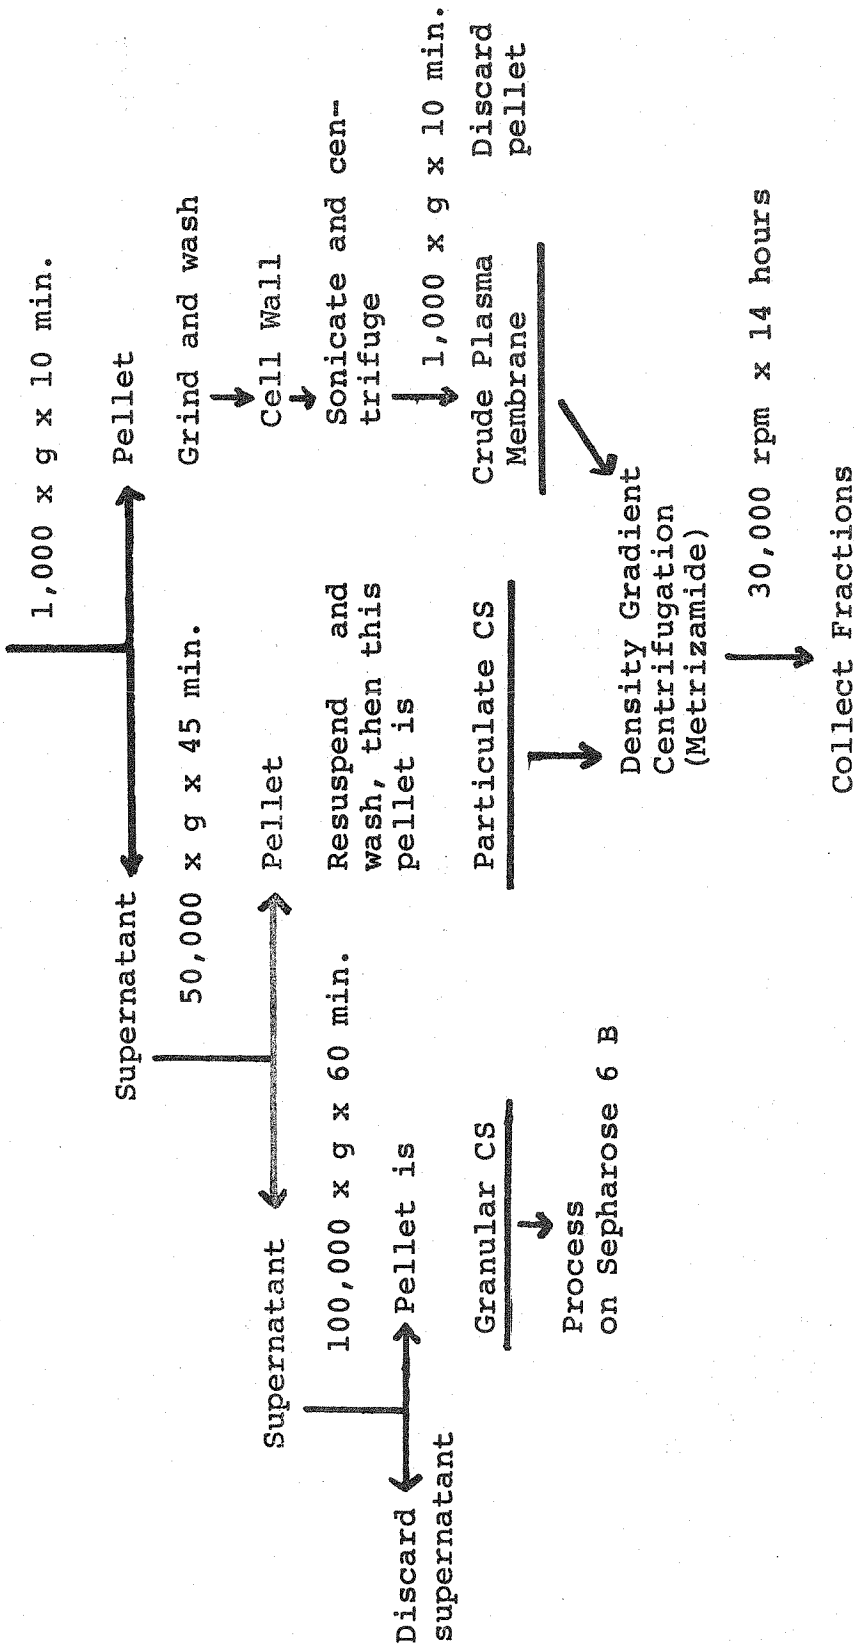 1,000 x g x 10 min.
Supernatant
Pellet
50,000 x g x 45 min.
Grind and wash
Cell Wall
Sonicate and cen-
trifuge
1,000 x g x 10 min.
Crude Plasma
Membrane
Discard
pellet
Supernatant
Pellet
100,000 x g x 60 min.
Resuspend and
wash, then this
pellet is
Particulate CS
Discard
supernatant
Pellet is
Granular CS
Process
on Sepharose 6 B
Density Gradient
Centrifugation
(Metrizamide)
30,000 rpm x 14 hours
Collect Fractions